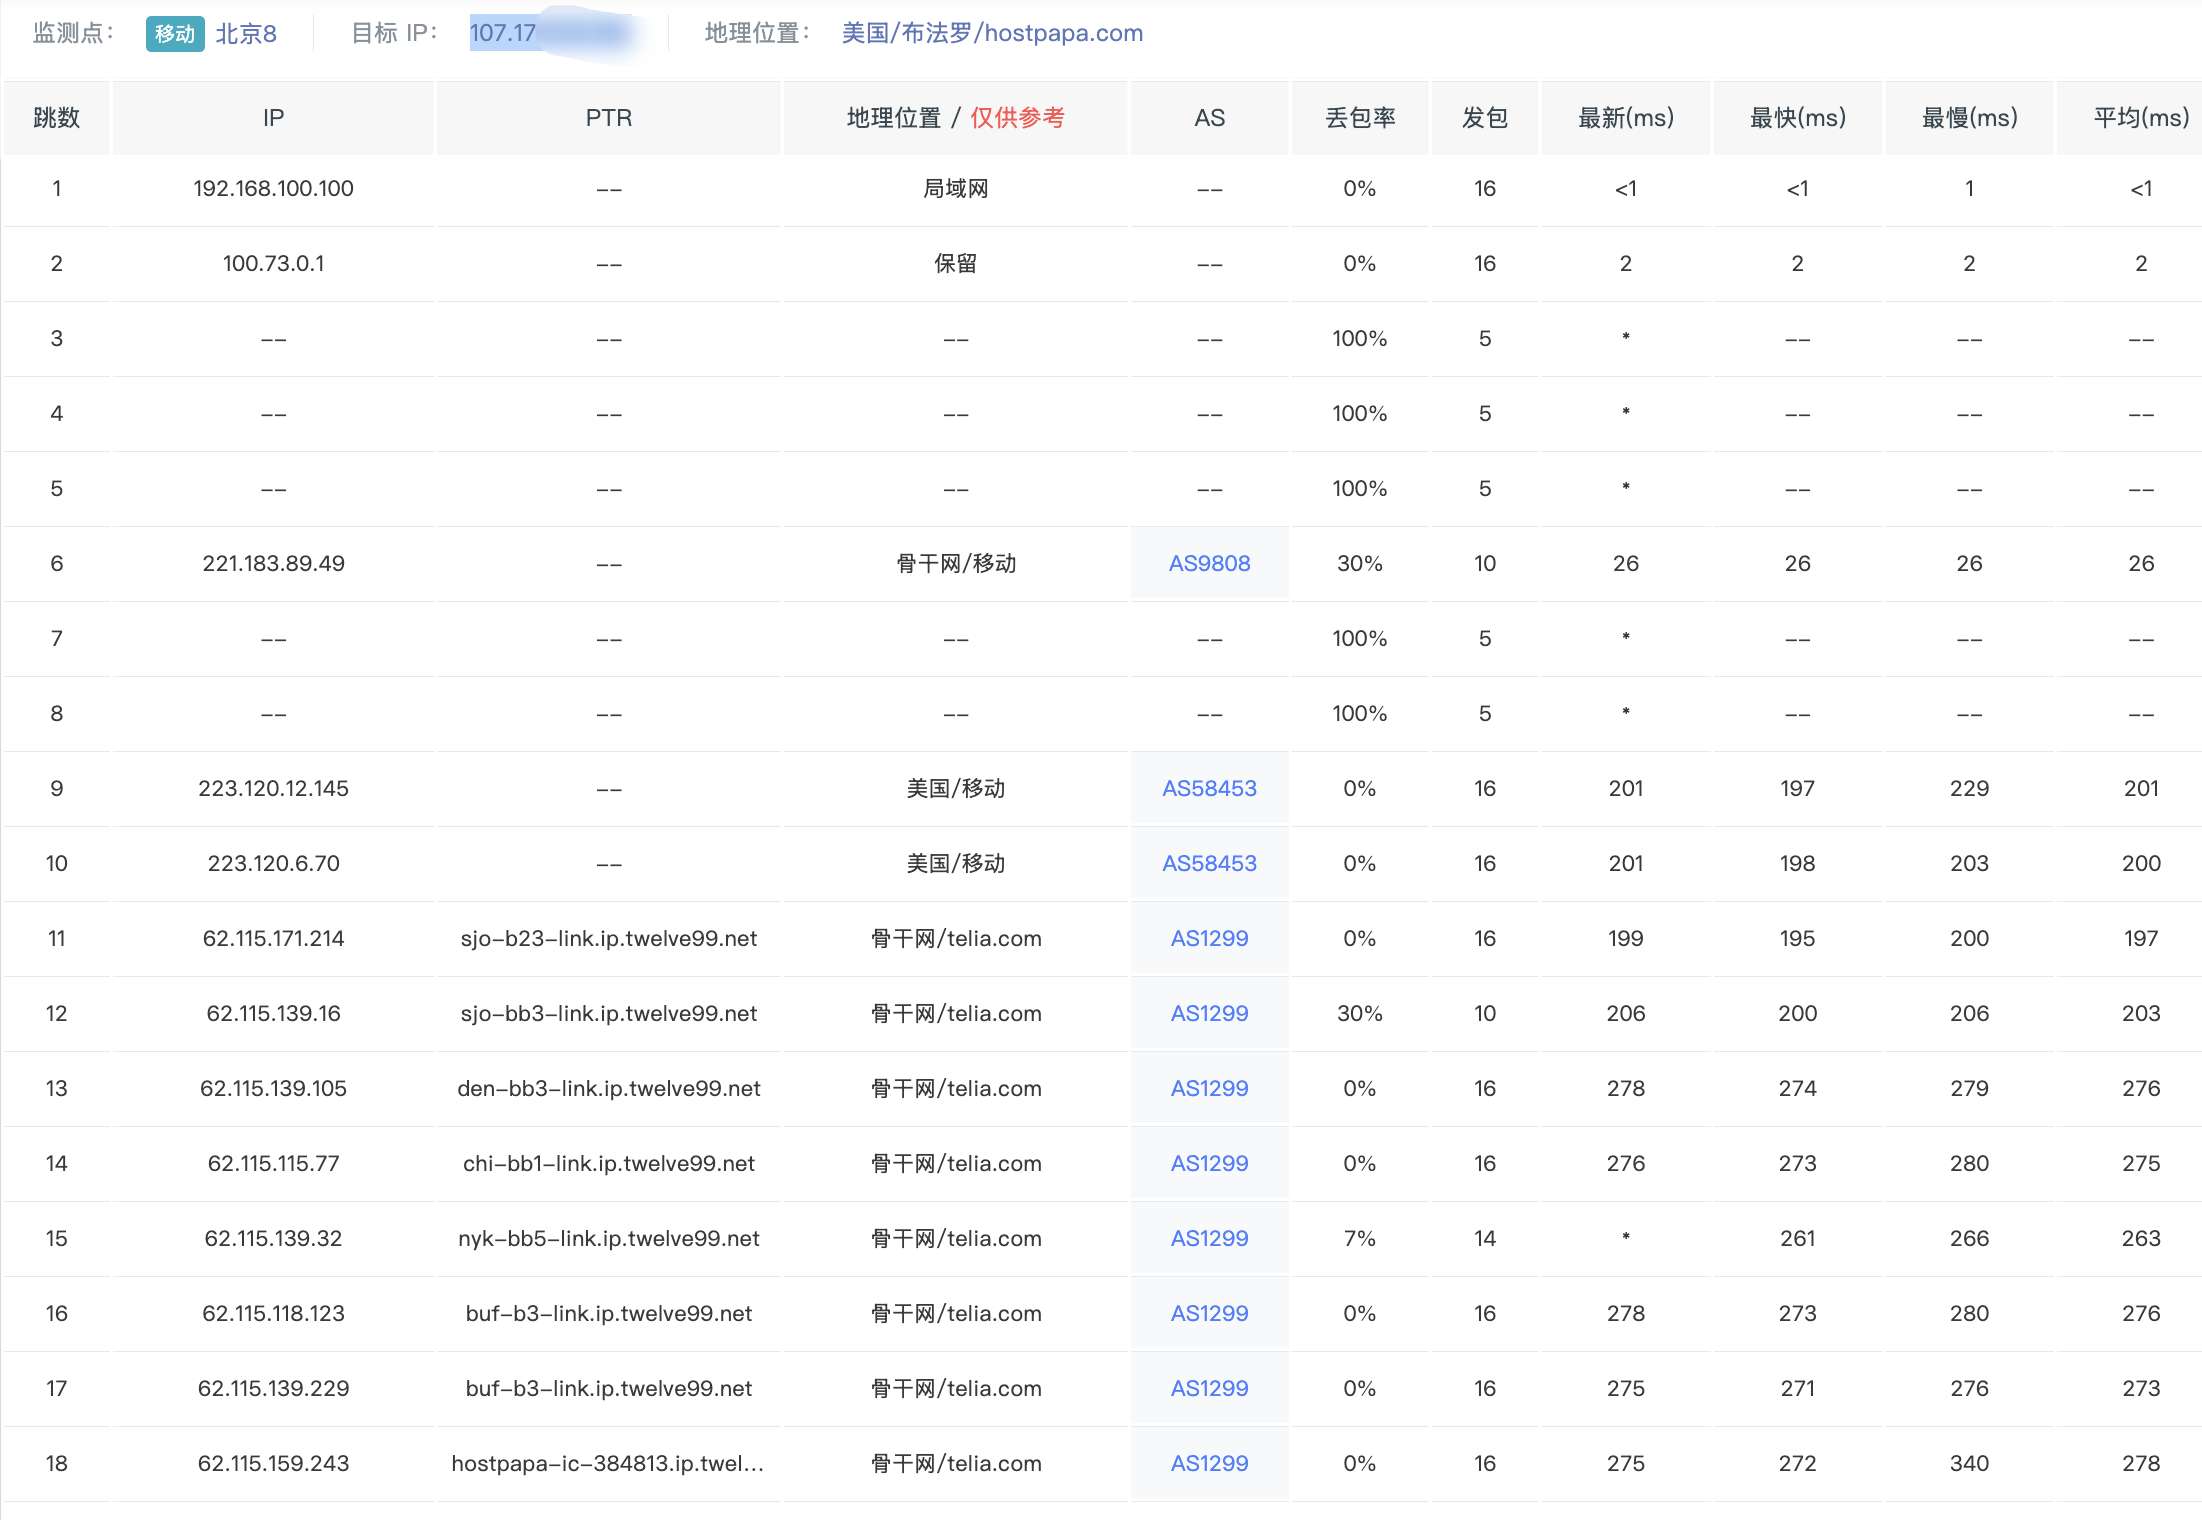 监测点： 移动 北京8 目标 IP： 107.17 地理位置： 美国/布法罗/hostpapa.com
跳数 IP PTR 地理位置 / 仅供参考 AS 丢包率 发包 最新(ms) 最快(ms) 最慢(ms) 平均(ms)
1 192.168.100.100 -- 局域网 -- 0% 16 <1 <1 1 <1
2 100.73.0.1 -- 保留 -- 0% 16 2 2 2 2
3 -- -- -- -- 100% 5 * -- -- --
4 -- -- -- -- 100% 5 * -- -- --
5 -- -- -- -- 100% 5 * -- -- --
6 221.183.89.49 -- 骨干网/移动 AS9808 30% 10 26 26 26 26
7 -- -- -- -- 100% 5 * -- -- --
8 -- -- -- -- 100% 5 * -- -- --
9 223.120.12.145 -- 美国/移动 AS58453 0% 16 201 197 229 201
10 223.120.6.70 -- 美国/移动 AS58453 0% 16 201 198 203 200
11 62.115.171.214 sjo-b23-link.ip.twelve99.net 骨干网/telia.com AS1299 0% 16 199 195 200 197
12 62.115.139.16 sjo-bb3-link.ip.twelve99.net 骨干网/telia.com AS1299 30% 10 206 200 206 203
13 62.115.139.105 den-bb3-link.ip.twelve99.net 骨干网/telia.com AS1299 0% 16 278 274 279 276
14 62.115.115.77 chi-bb1-link.ip.twelve99.net 骨干网/telia.com AS1299 0% 16 276 273 280 275
15 62.115.139.32 nyk-bb5-link.ip.twelve99.net 骨干网/telia.com AS1299 7% 14 * 261 266 263
16 62.115.118.123 buf-b3-link.ip.twelve99.net 骨干网/telia.com AS1299 0% 16 278 273 280 276
17 62.115.139.229 buf-b3-link.ip.twelve99.net 骨干网/telia.com AS1299 0% 16 275 271 276 273
18 62.115.159.243 hostpapa-ic-384813.ip.twel... 骨干网/telia.com AS1299 0% 16 275 272 340 278